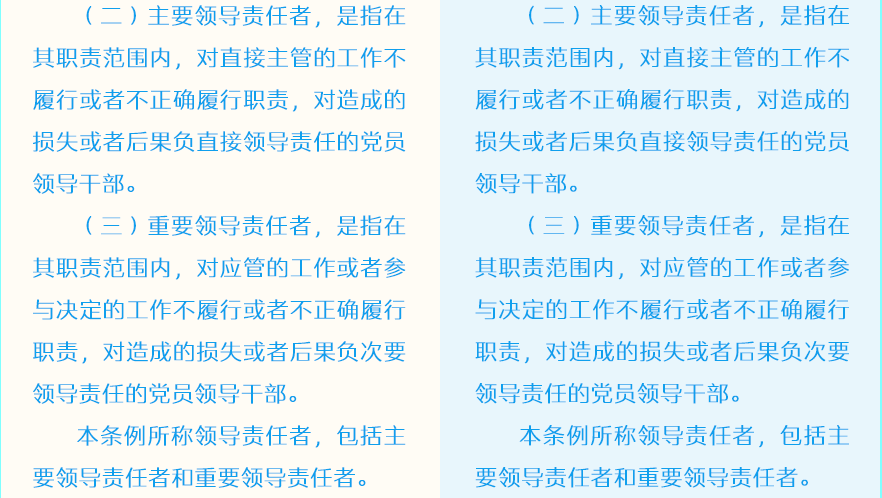 （二）主要领导责任者，是指在
其职责范围内，对直接主管的工作不
履行或者不正确履行职责，对造成的
损失或者后果负直接领导责任的党员
领导干部。
（三）重要领导责任者，是指在
其职责范围内，对应管的工作或者参
与决定的工作不履行或者不正确履行
职责，对造成的损失或者后果负次要
领导责任的党员领导干部。
本条例所称领导责任者，包括主
要领导责任者和重要领导责任者。
（二）主要领导责任者，是指在
其职责范围内，对直接主管的工作不
履行或者不正确履行职责，对造成的
损失或者后果负直接领导责任的党员
领导干部。
（三）重要领导责任者，是指在
其职责范围内，对应管的工作或者参
与决定的工作不履行或者不正确履行
职责，对造成的损失或者后果负次要
领导责任的党员领导干部。
本条例所称领导责任者，包括主
要领导责任者和重要领导责任者。